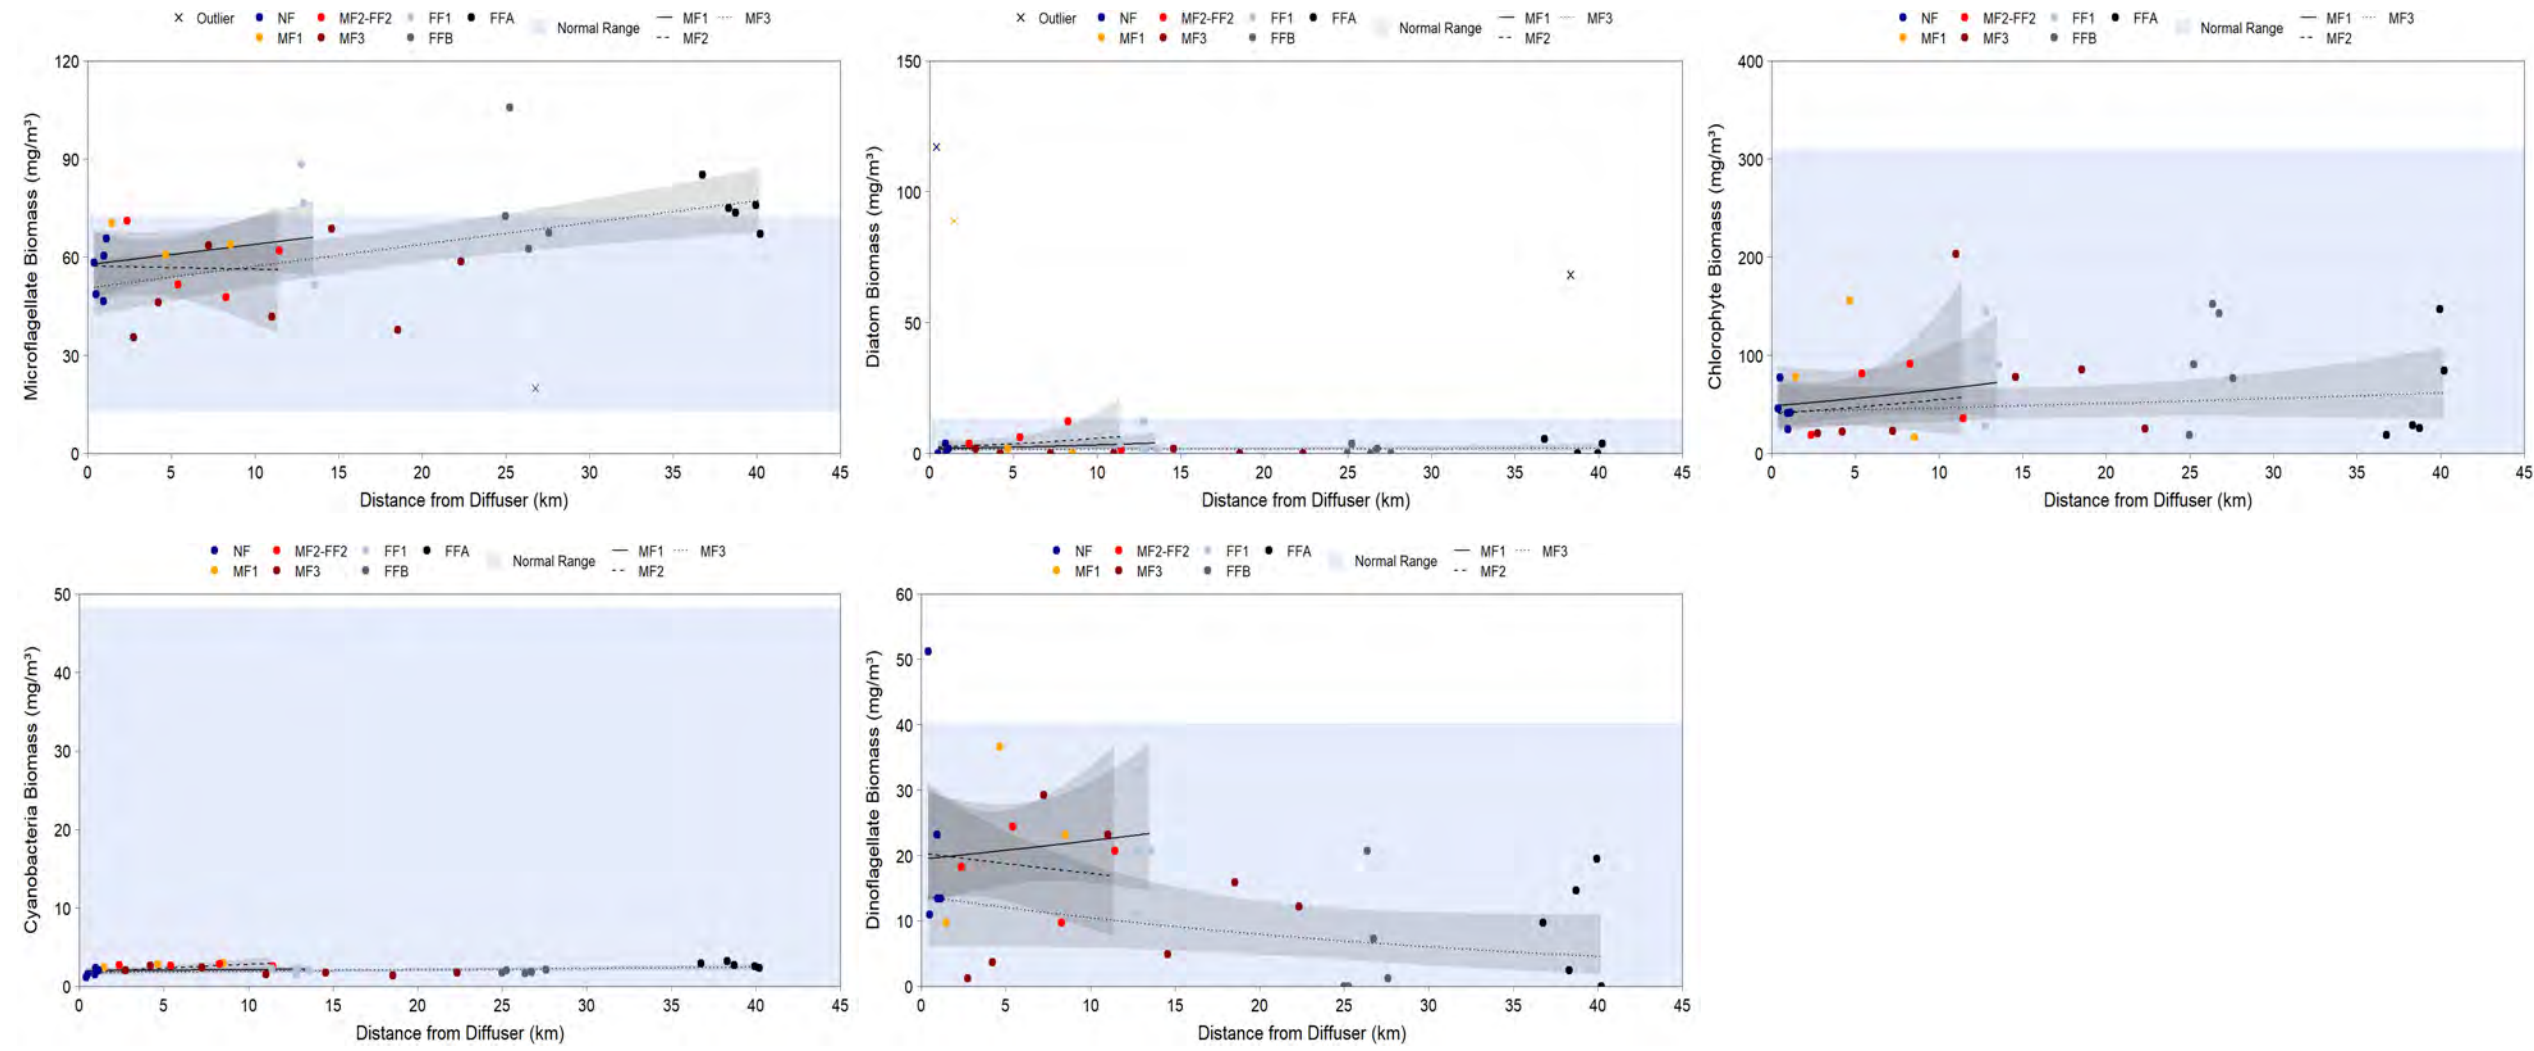 × Outlier NF MF2-FF2 FF1 FFA Normal Range MF1 MF3
MF1 MF3 FFB MF2
Microflagellate Biomass (mg/m³)
120
90
60
30
0
0 5 10 15 20 25 30 35 40 45
Distance from Diffuser (km)
× Outlier NF MF2-FF2 FF1 FFA Normal Range MF1 MF3
MF1 MF3 FFB MF2
Diatom Biomass (mg/m³)
150
100
50
0
0 5 10 15 20 25 30 35 40 45
Distance from Diffuser (km)
NF MF2-FF2 FF1 FFA Normal Range MF1 MF3
MF1 MF3 FFB MF2
Chlorophyte Biomass (mg/m³)
400
300
200
100
0
0 5 10 15 20 25 30 35 40 45
Distance from Diffuser (km)
NF MF2-FF2 FF1 FFA Normal Range MF1 MF3
MF1 MF3 FFB MF2
Cyanobacteria Biomass (mg/m³)
50
40
30
20
10
0
0 5 10 15 20 25 30 35 40 45
Distance from Diffuser (km)
NF MF2-FF2 FF1 FFA Normal Range MF1 MF3
MF1 MF3 FFB MF2
Dinoflagellate Biomass (mg/m³)
60
50
40
30
20
10
0
0 5 10 15 20 25 30 35 40 45
Distance from Diffuser (km)